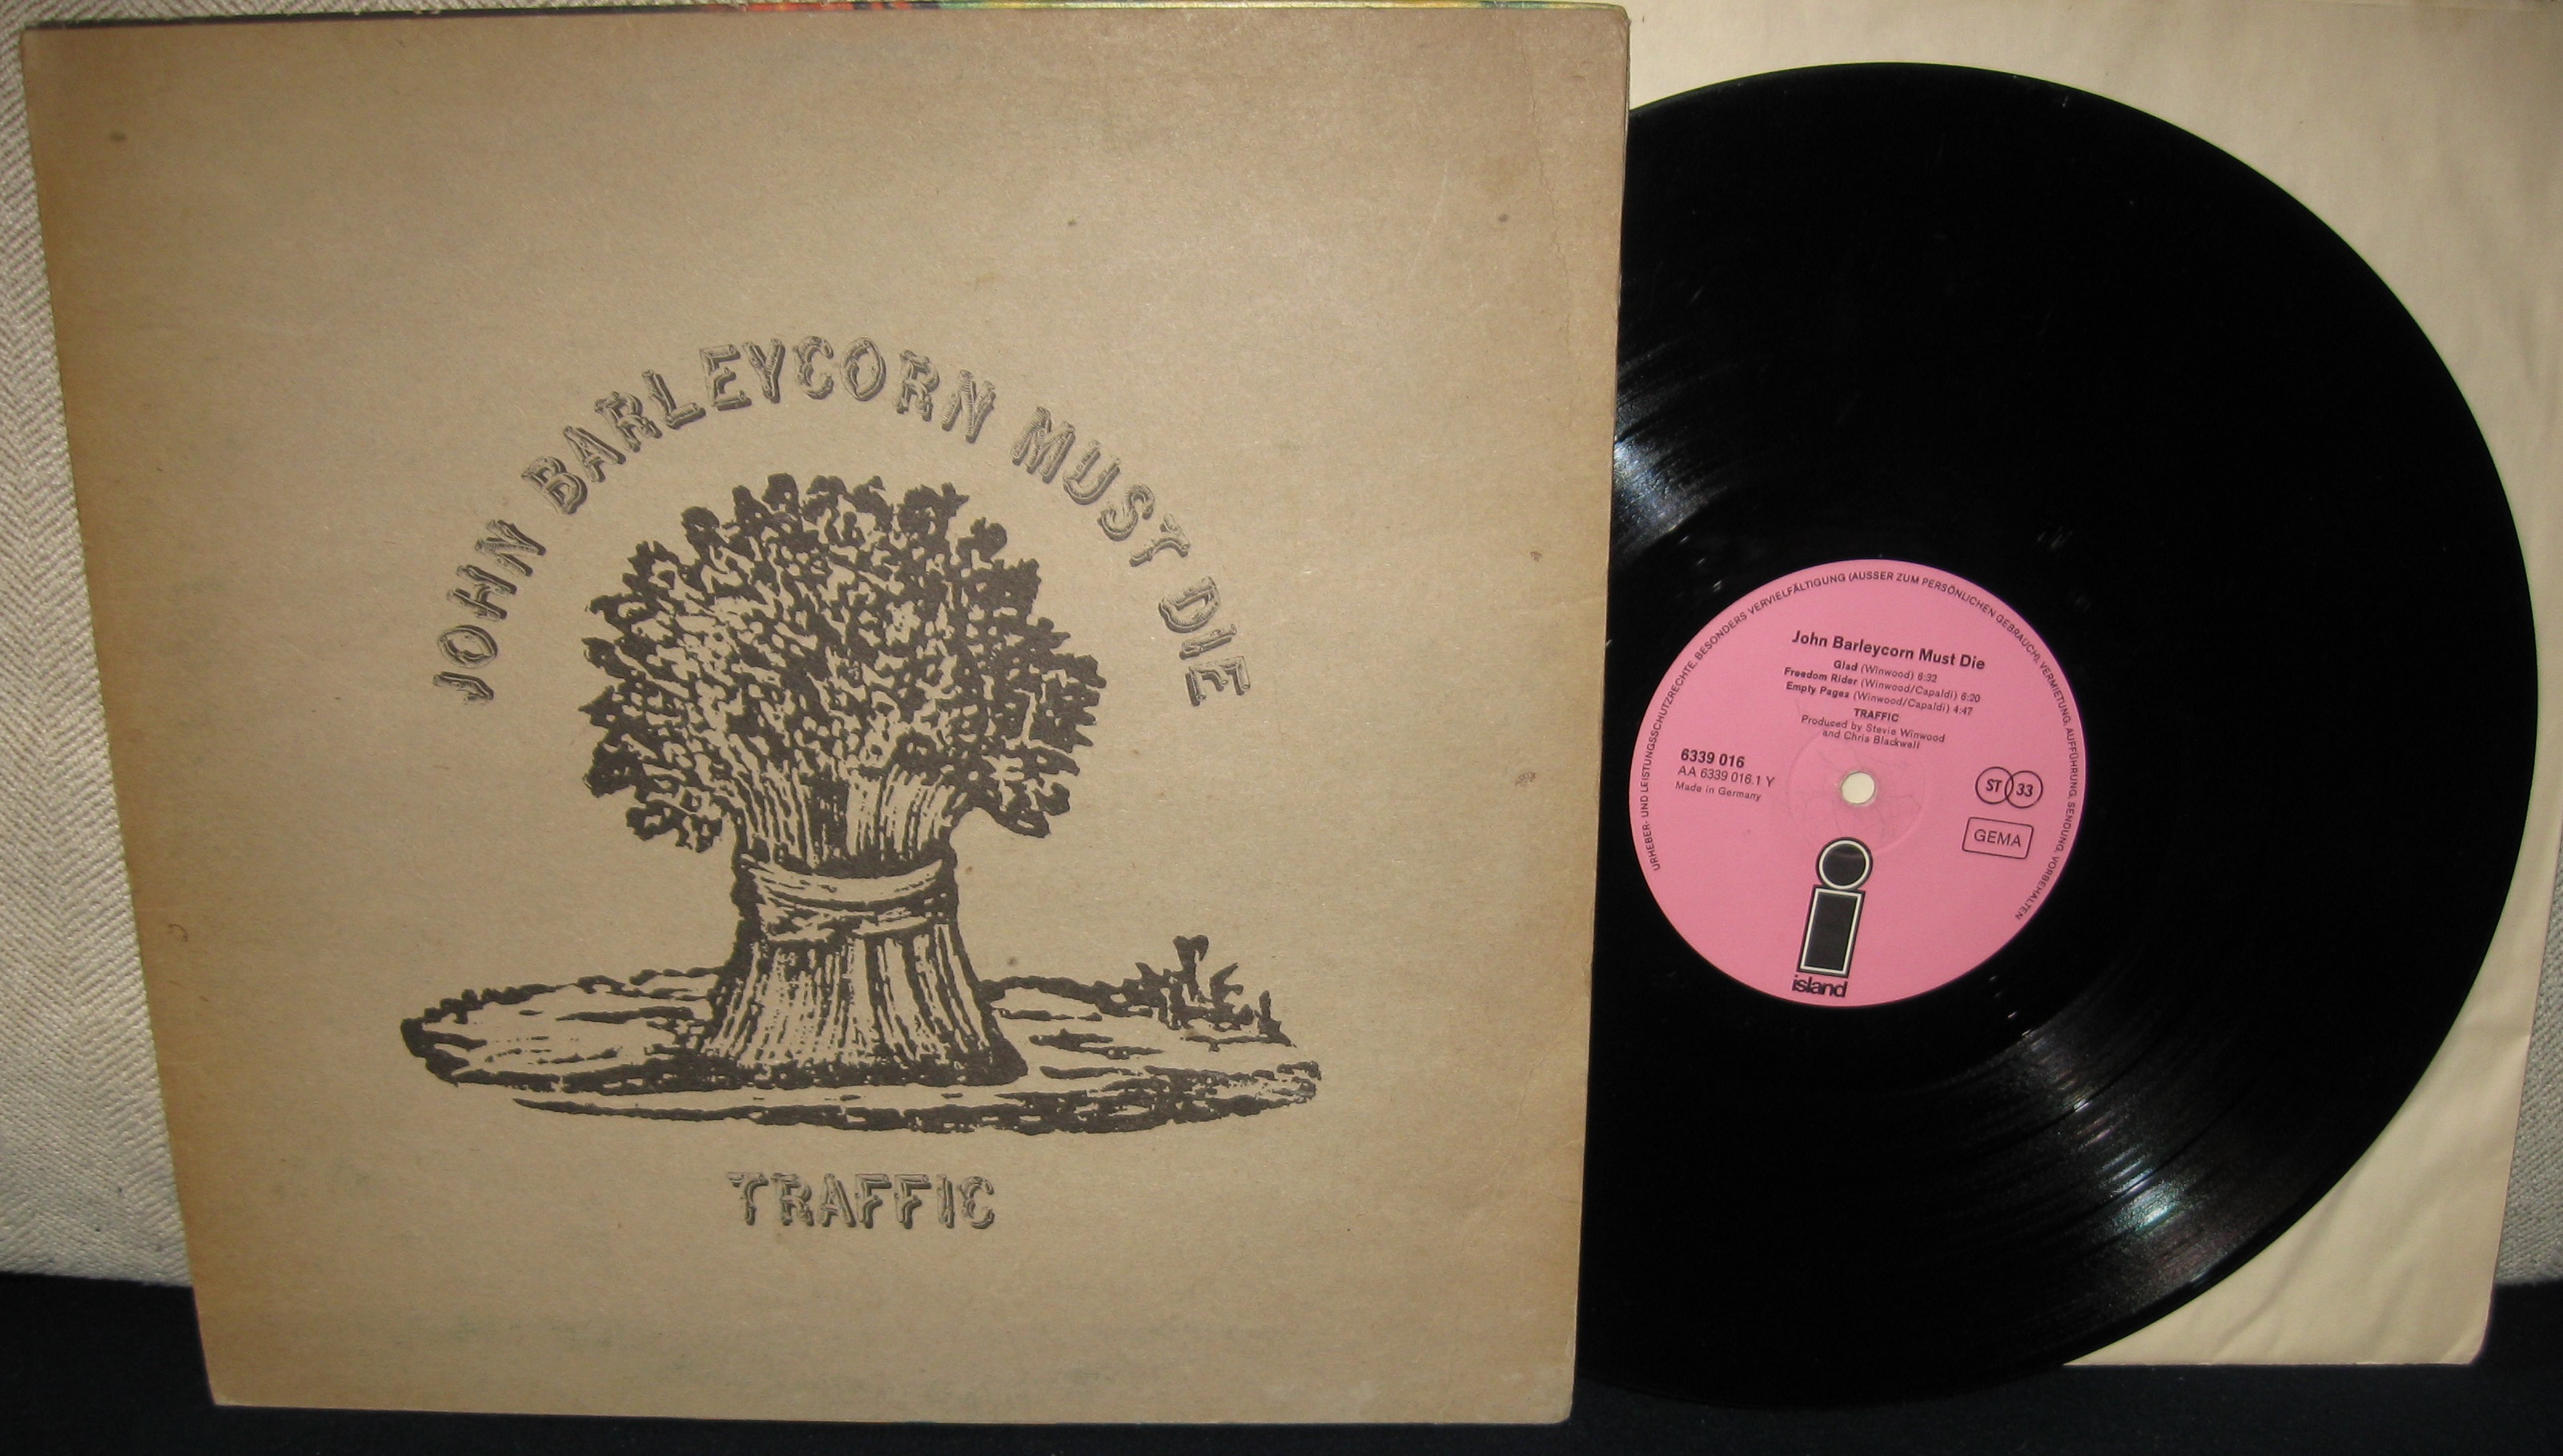 JOHN BARLEYCORN MUST DIE
TRAFFIC
URHEBER- UND LEISTUNGSSCHUTZRECHTE, BESONDERS VERVIELFÄLTIGUNG (AUSSER ZUM PERSÖNLICHEN GEBRAUCH), VERMIETUNG, AUFFÜHRUNG, SENDUNG, VORBEHALTEN
John Barleycorn Must Die
Glad (Winwood) 6:32
Freedom Rider (Winwood/Capaldi) 6:20
Empty Pages (Winwood/Capaldi) 4:47
TRAFFIC
Produced by Stevie Winwood
and Chris Blackwell
6339 016
AA 6339 016.1 Y
Made in Germany
ST 33
GEMA
island